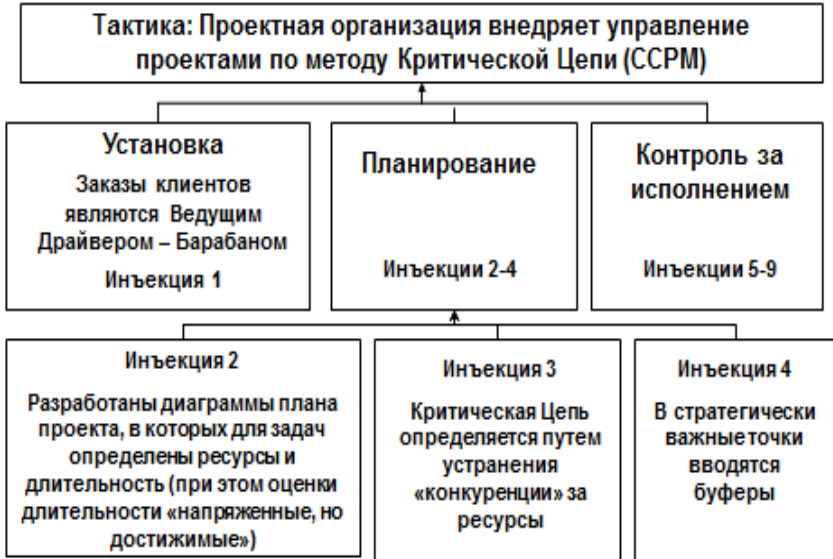 Тактика: Проектная организация внедряет управление
проектами по методу Критической Цепи (ССРМ)
Установка
Заказы клиентов
являются Ведущим
Драйвером – Барабаном
Инъекция 1
Планирование
Инъекции 2-4
Контроль за
исполнением
Инъекции 5-9
Инъекция 2
Разработаны диаграммы плана
проекта, в которых для задач
определены ресурсы и
длительность (при этом оценки
длительности «напряженные, но
достижимые»)
Инъекция 3
Критическая Цепь
определяется путем
устранения
«конкуренции» за
ресурсы
Инъекция 4
В стратегически
важные точки
вводятся
буферы